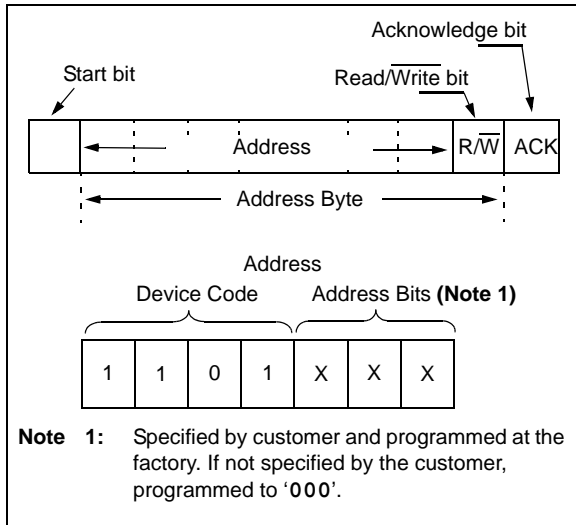 Acknowledge bit
Start bit
Read/Write bit
Address
R/W
ACK
Address Byte
Address
Device Code
Address Bits (Note 1)
1 1 0 1 X X X
Note 1: Specified by customer and programmed at the
factory. If not specified by the customer,
programmed to ‘000’.